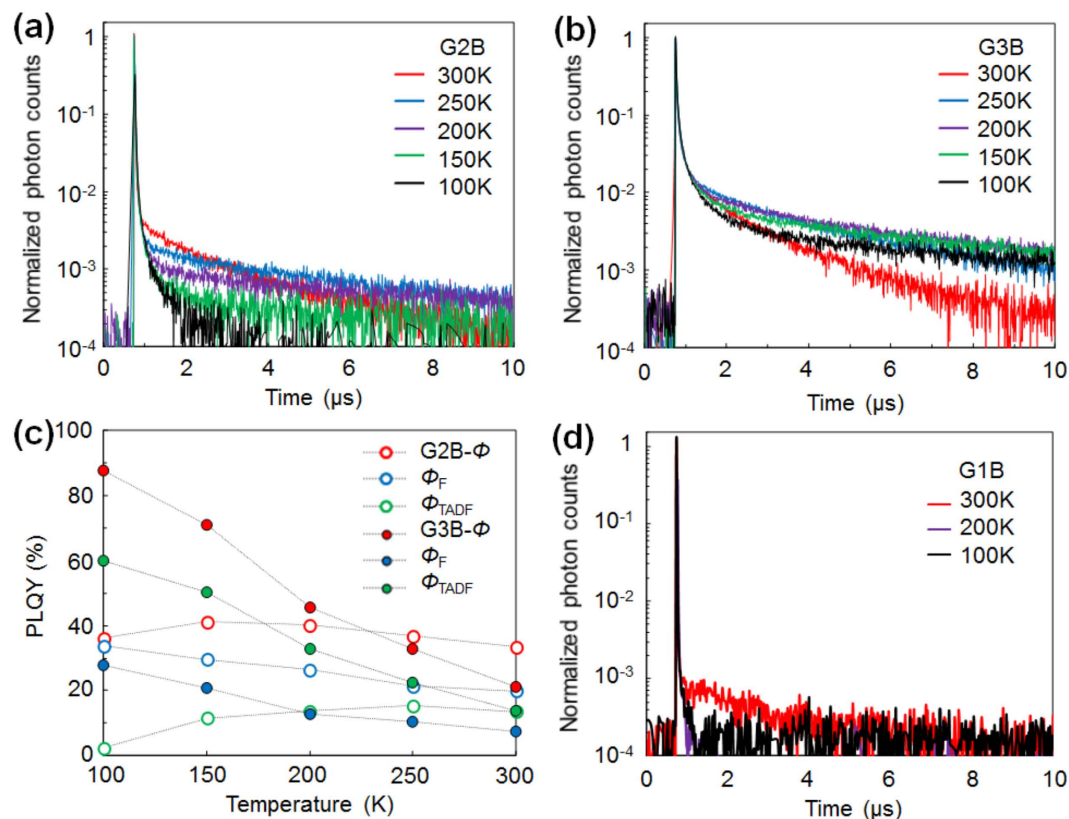 (a)
Normalized photon counts
1
10-1
10-2
10-3
10-4
0 2 4 6 8 10
Time (µs)
G2B
300K
250K
200K
150K
100K
(b)
Normalized photon counts
1
10-1
10-2
10-3
10-4
0 2 4 6 8 10
Time (µs)
G3B
300K
250K
200K
150K
100K
(c)
PLQY (%)
100
80
60
40
20
0
100 150 200 250 300
Temperature (K)
G2B-Φ
ΦF
ΦTADF
G3B-Φ
ΦF
ΦTADF
(d)
Normalized photon counts
1
10-1
10-2
10-3
10-4
0 2 4 6 8 10
Time (µs)
G1B
300K
200K
100K